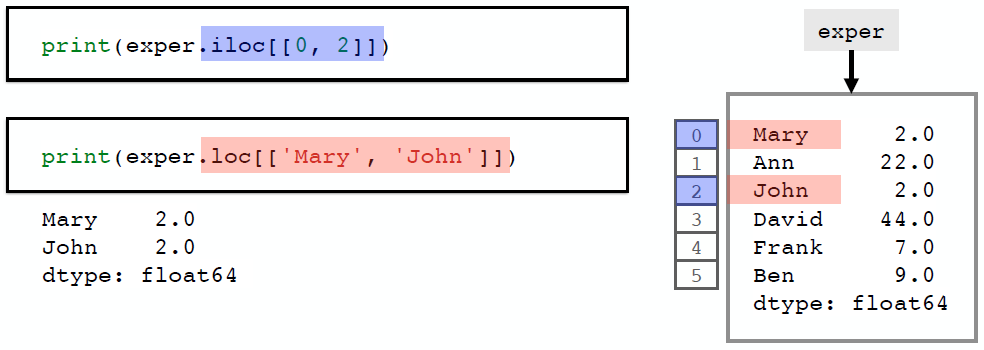 print(exper.iloc[[0, 2]])
print(exper.loc[['Mary', 'John']])
Mary    2.0
John    2.0
dtype: float64
exper
0 Mary      2.0
1 Ann      22.0
2 John      2.0
3 David    44.0
4 Frank     7.0
5 Ben       9.0
dtype: float64